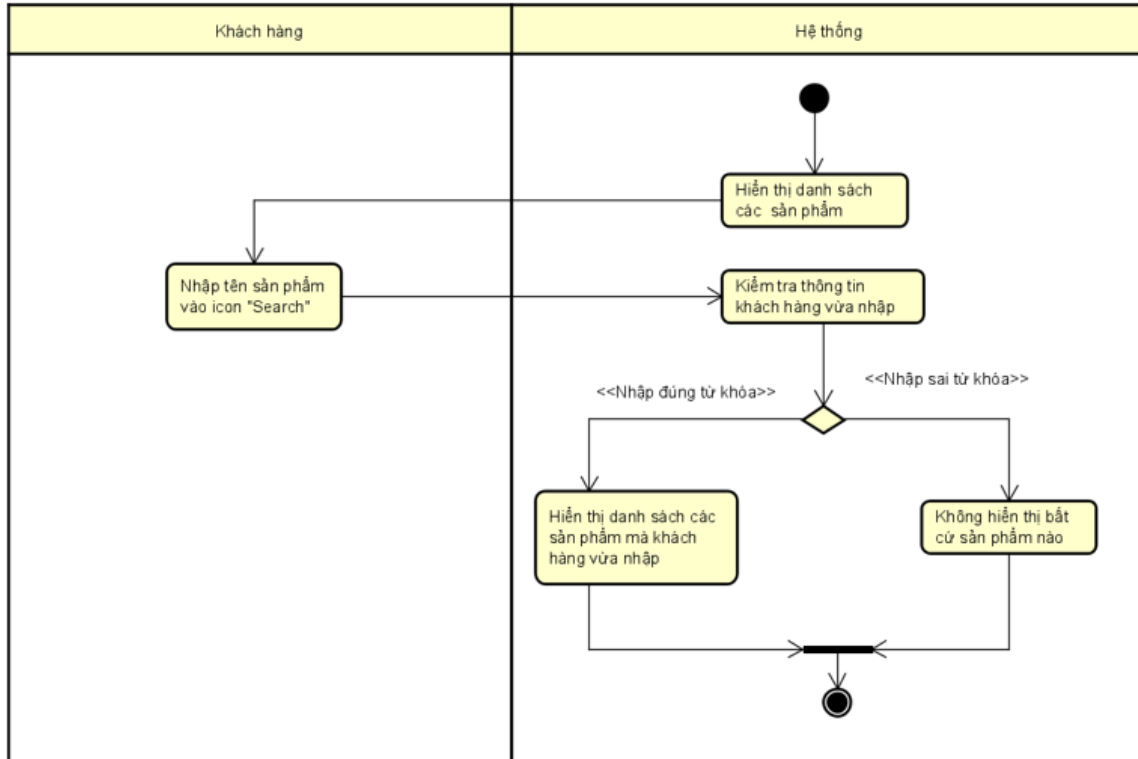 Khách hàng
Hệ thống
Hiển thị danh sách
các sản phẩm
Nhập tên sản phẩm
vào icon "Search"
Kiểm tra thông tin
khách hàng vừa nhập
<<Nhập đúng từ khóa>>
<<Nhập sai từ khóa>>
Hiển thị danh sách các
sản phẩm mà khách
hàng vừa nhập
Không hiển thị bất
cứ sản phẩm nào